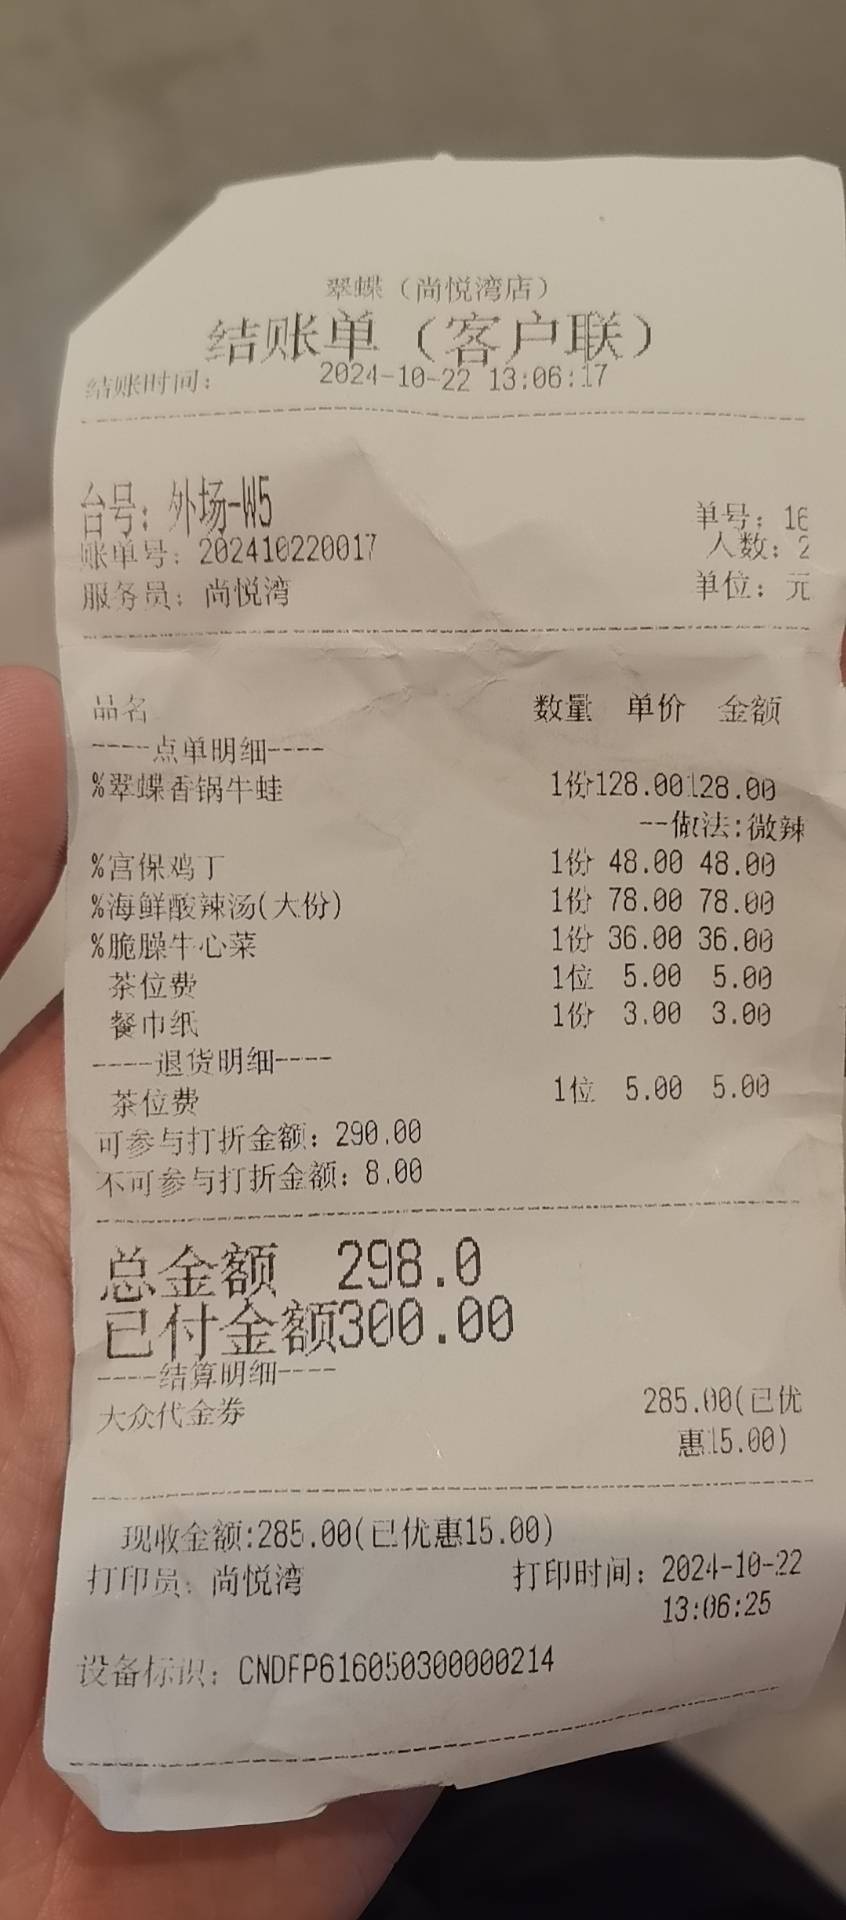 翠蝶（尚悦湾店）
结账单（客户联）
结账时间： 2024-10-22 13:06:17
台号：外场-W5
单号：16
账单号：202410220017
人数：2
服务员：尚悦湾
单位：元
品名 数量 单价 金额
----点单明细----
%翠蝶香锅牛蛙 1份128.00128.00
--做法:微辣
%宫保鸡丁 1份 48.00 48.00
%海鲜酸辣汤(大份) 1份 78.00 78.00
%脆臊牛心菜 1份 36.00 36.00
茶位费 1位 5.00 5.00
餐巾纸 1份 3.00 3.00
----退货明细----
茶位费 1位 5.00 5.00
可参与打折金额：290.00
不可参与打折金额：8.00
总金额 298.0
已付金额300.00
----结算明细----
大众代金券 285.00(已优
惠15.00)
现收金额:285.00(已优惠15.00)
打印员：尚悦湾 打印时间：2024-10-22
13:06:25
设备标识：CNDFP616050300000214